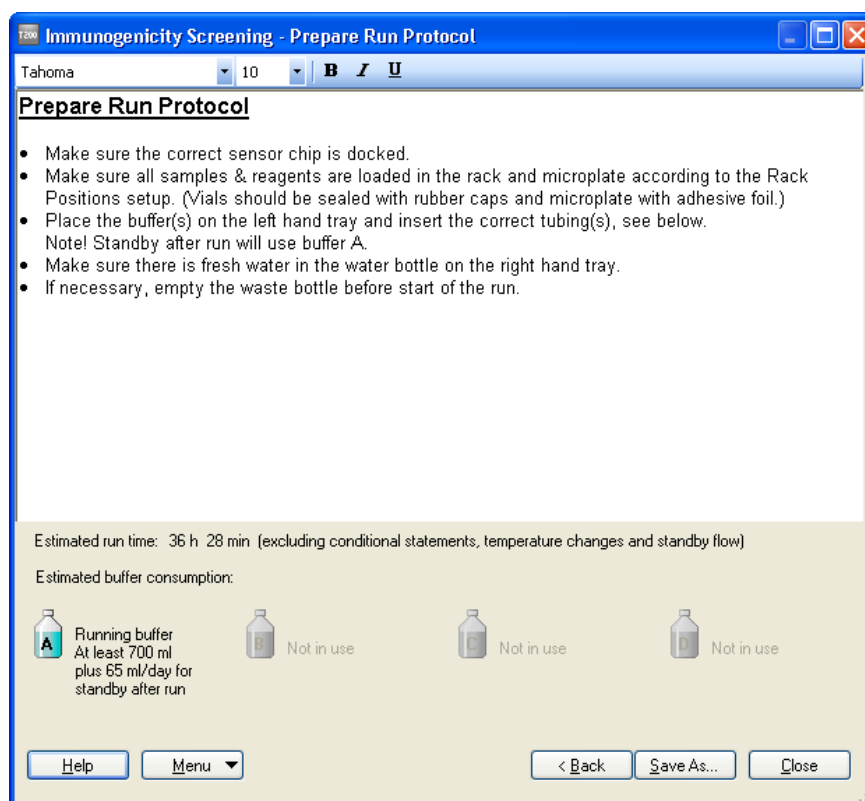 T200 Immunogenicity Screening - Prepare Run Protocol
Tahoma 10 B I U
Prepare Run Protocol
• Make sure the correct sensor chip is docked.
• Make sure all samples & reagents are loaded in the rack and microplate according to the Rack
Positions setup. (Vials should be sealed with rubber caps and microplate with adhesive foil.)
• Place the buffer(s) on the left hand tray and insert the correct tubing(s), see below.
Note! Standby after run will use buffer A.
• Make sure there is fresh water in the water bottle on the right hand tray.
• If necessary, empty the waste bottle before start of the run.
Estimated run time: 36 h 28 min (excluding conditional statements, temperature changes and standby flow)
Estimated buffer consumption:
A
Running buffer
At least 700 ml
plus 65 ml/day for
standby after run
B Not in use
C Not in use
D Not in use
Help Menu < Back Save As... Close